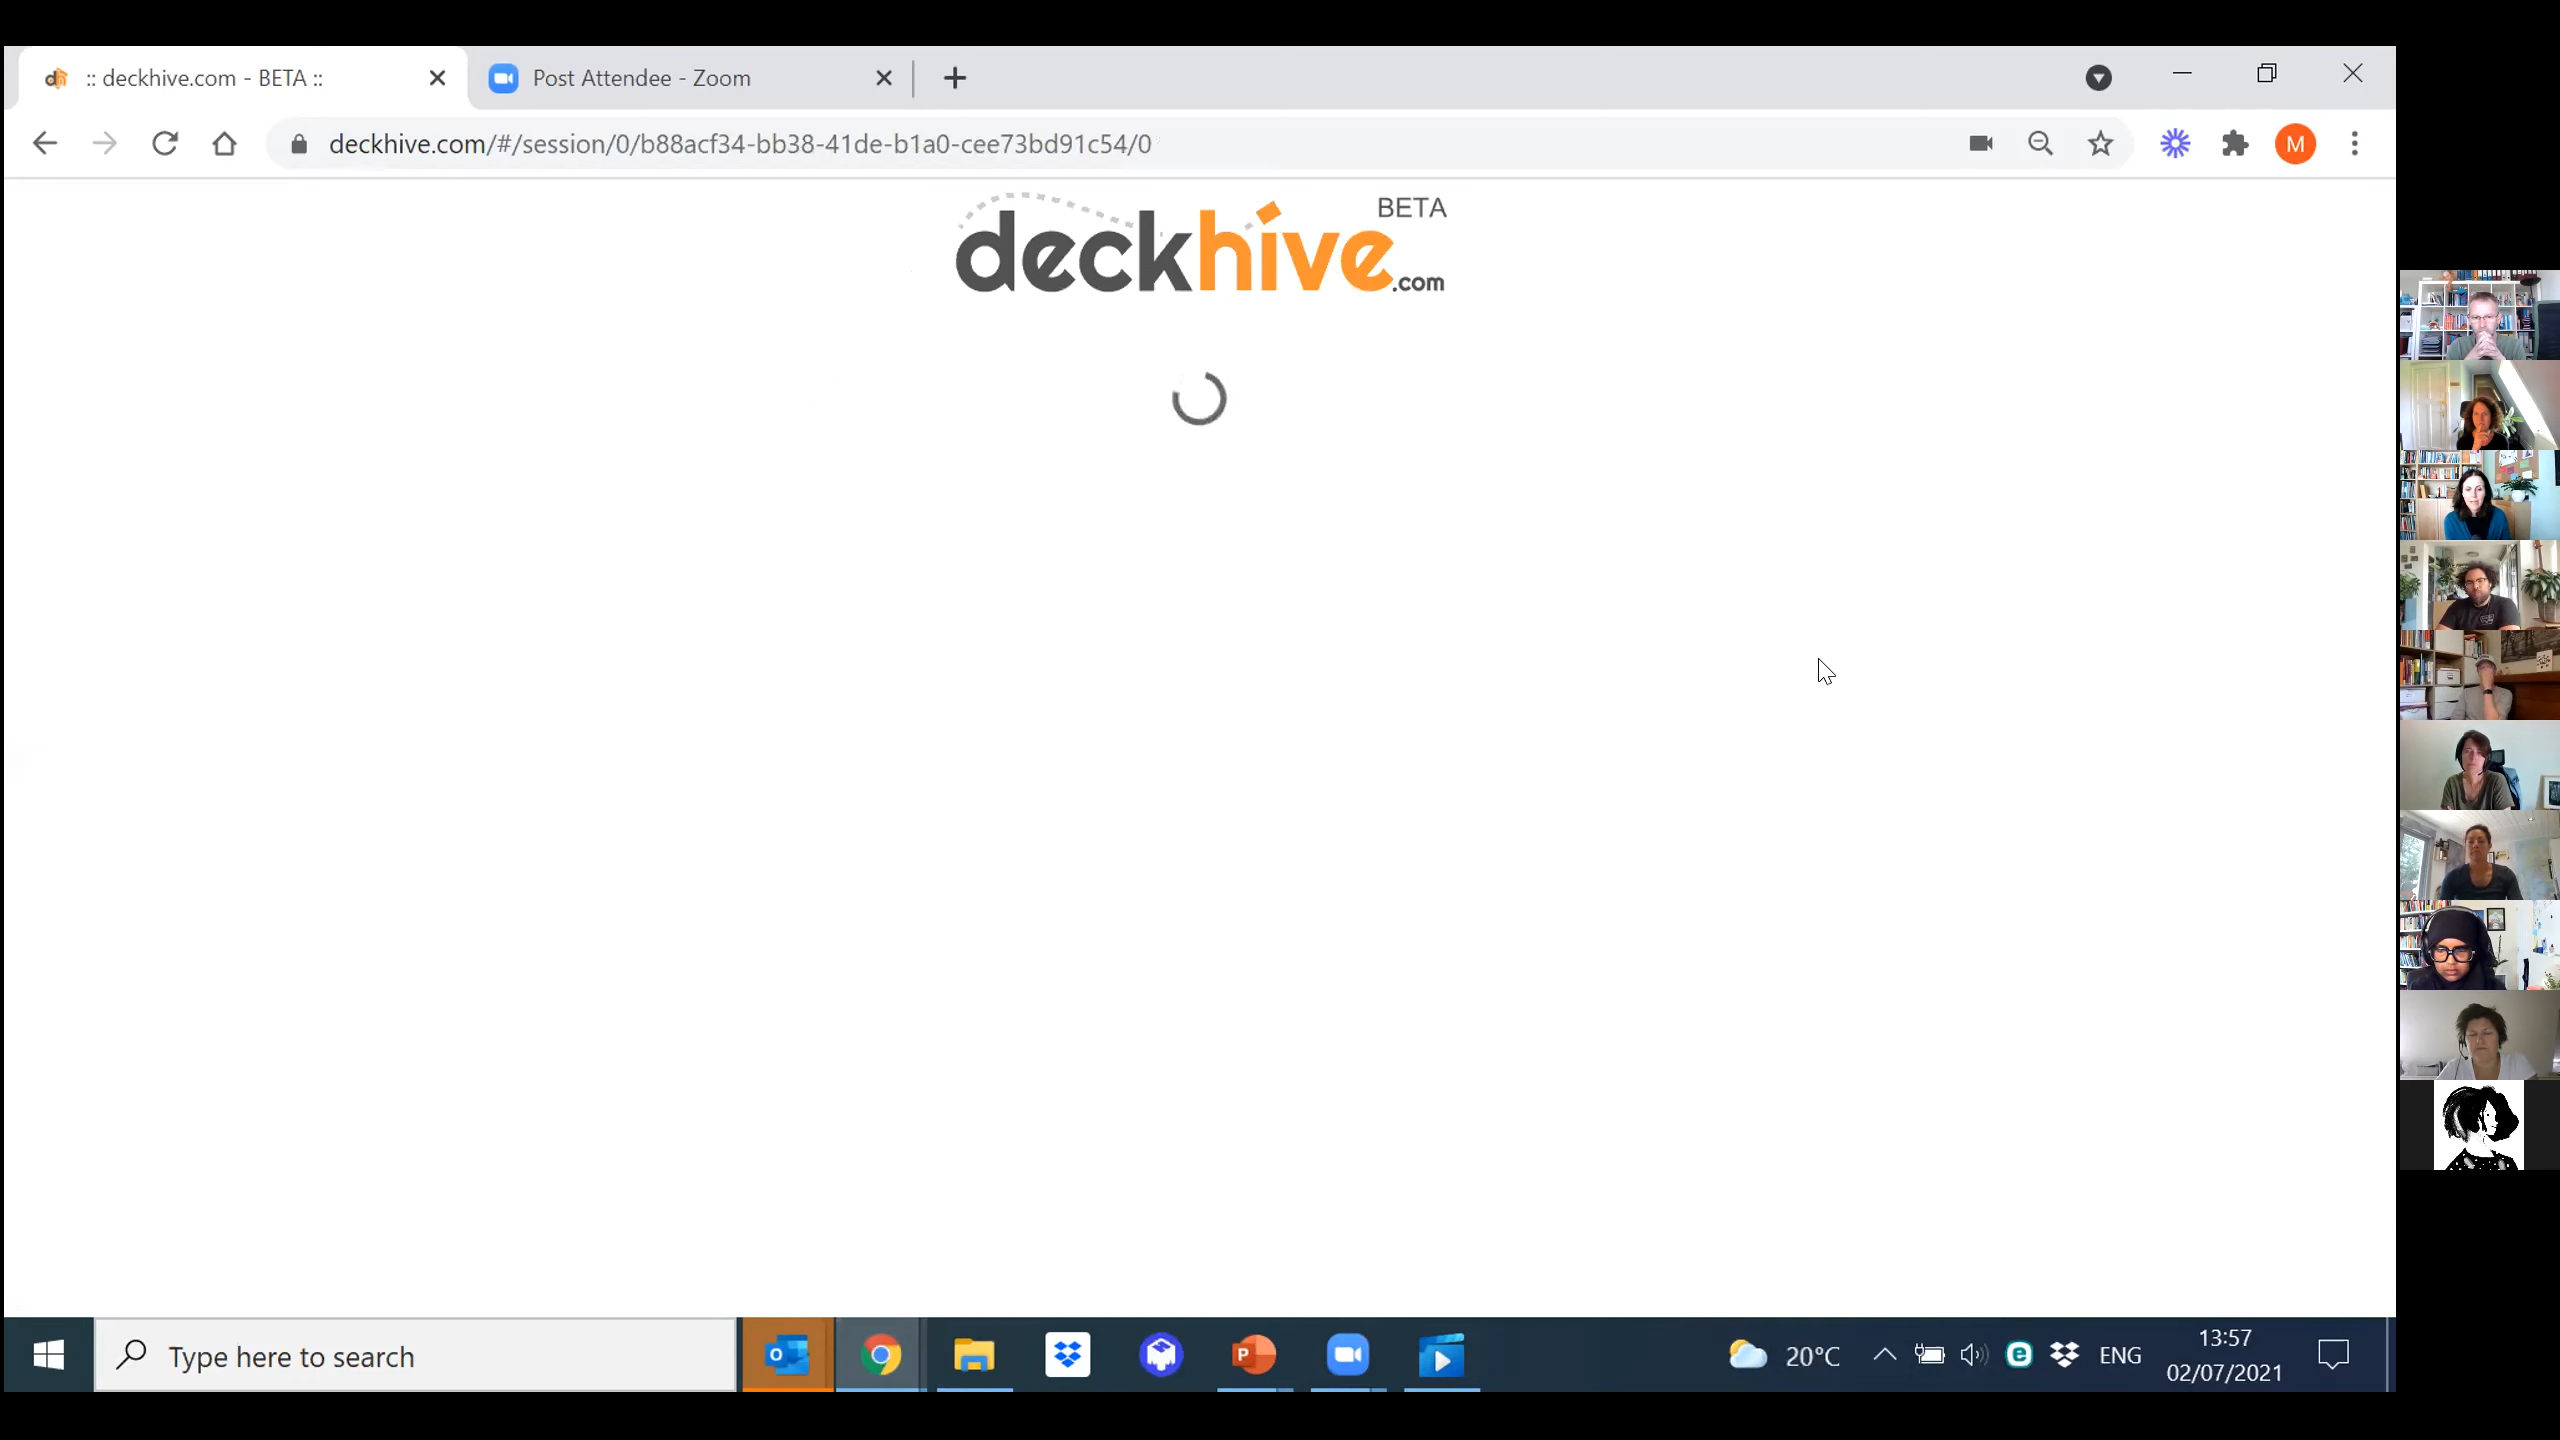 :: deckhive.com - BETA ::
Post Attendee - Zoom
deckhive.com/#/session/0/b88acf34-bb38-41de-b1a0-cee73bd91c54/0
M
BETA
deckhive.com
Type here to search
20°C
ENG
13:57
02/07/2021